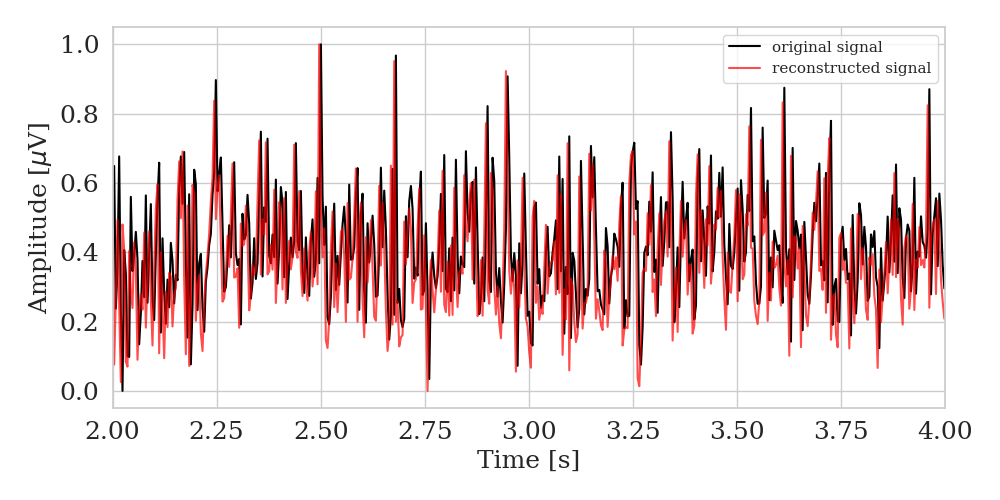 original signal
reconstructed signal
Amplitude [μV]
1.0
0.8
0.6
0.4
0.2
0.0
2.00 2.25 2.50 2.75 3.00 3.25 3.50 3.75 4.00
Time [s]